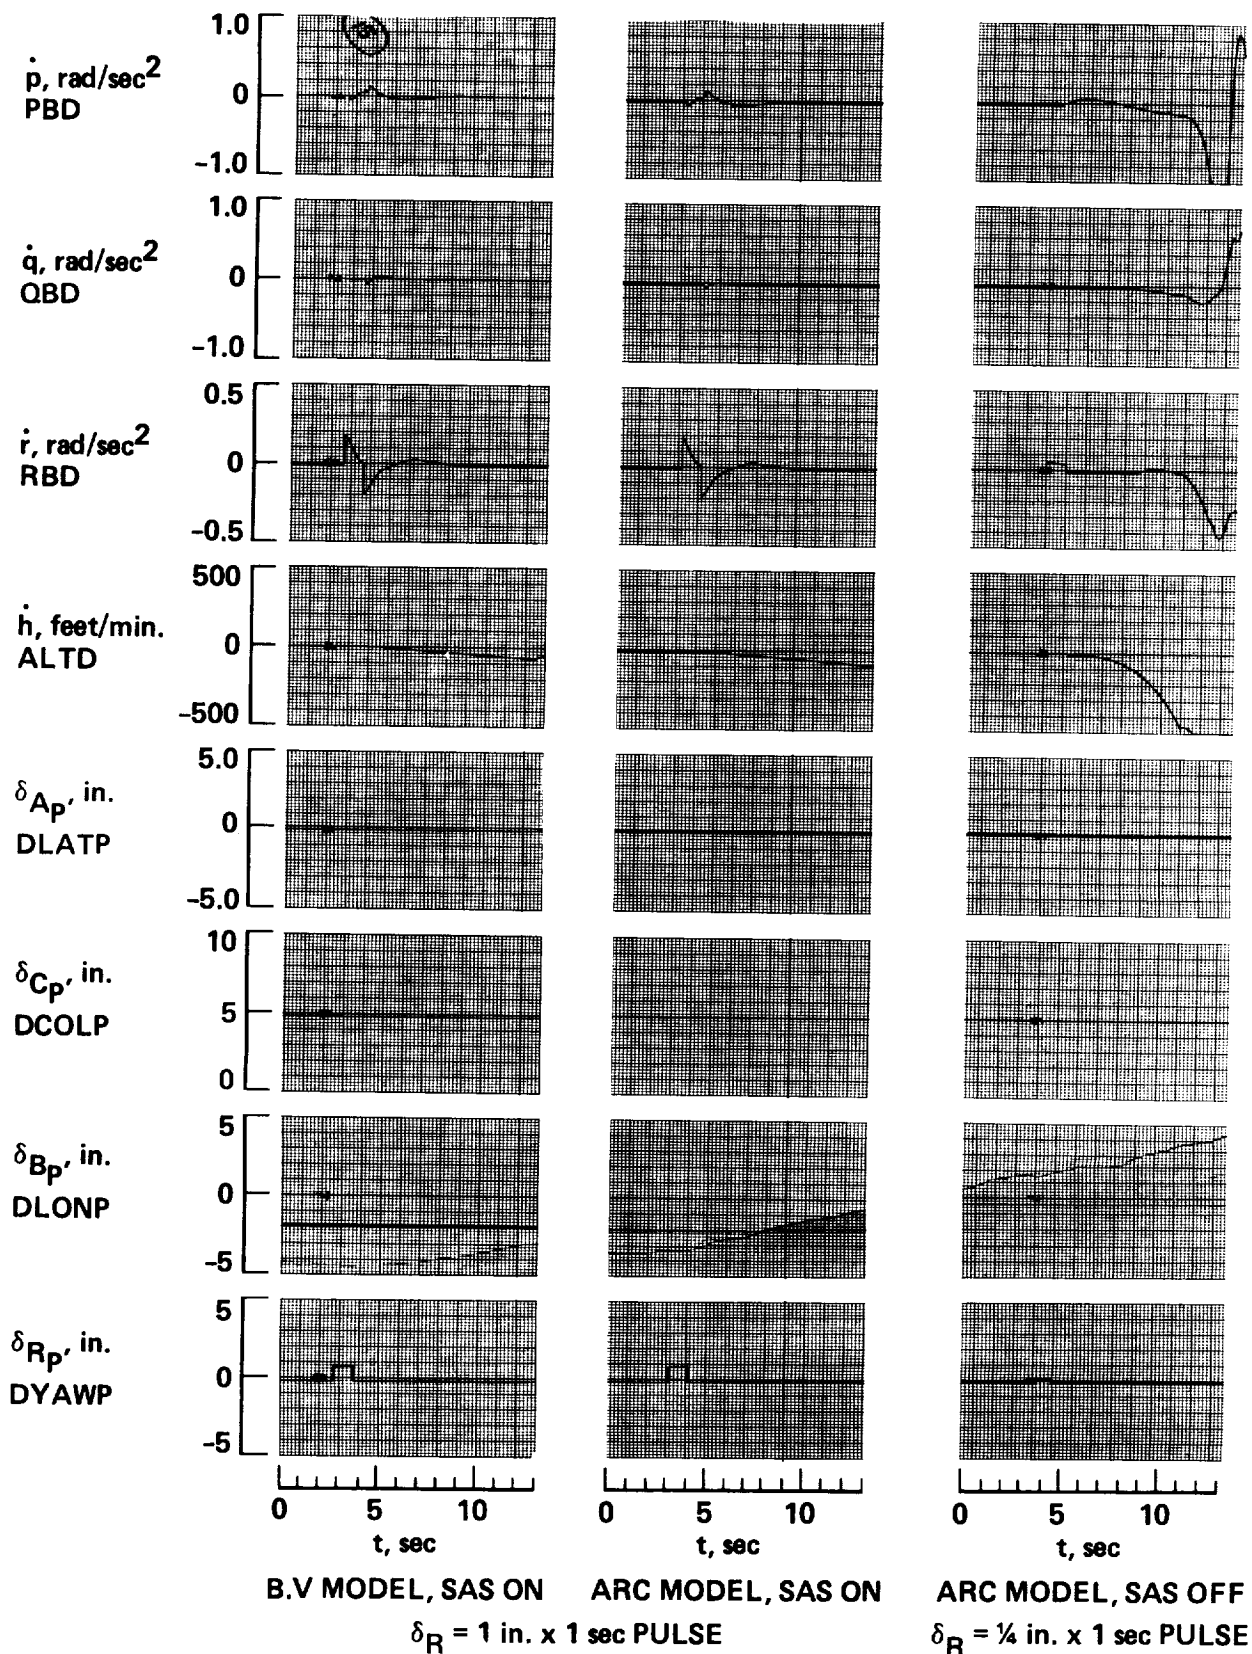 1.0
ṗ, rad/sec2
PBD
0
−1.0
1.0
q̇, rad/sec2
QBD
0
−1.0
0.5
ṙ, rad/sec2
RBD
0
−0.5
500
ḣ, feet/min.
ALTD
0
−500
5.0
δAP, in.
DLATP
0
−5.0
10
δCP, in.
DCOLP
5
0
5
δBP, in.
DLONP
0
−5
5
δRP, in.
DYAWP
0
−5
0 5 10 0 5 10 0 5 10
t, sec t, sec t, sec
B.V MODEL, SAS ON ARC MODEL, SAS ON ARC MODEL, SAS OFF
δR = 1 in. x 1 sec PULSE δR = ¼ in. x 1 sec PULSE